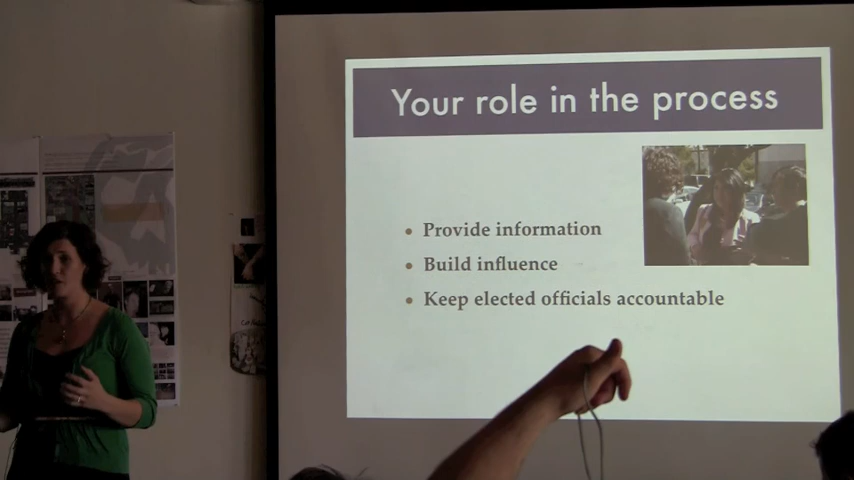 Your role in the process
Provide information
Build influence
Keep elected officials accountable